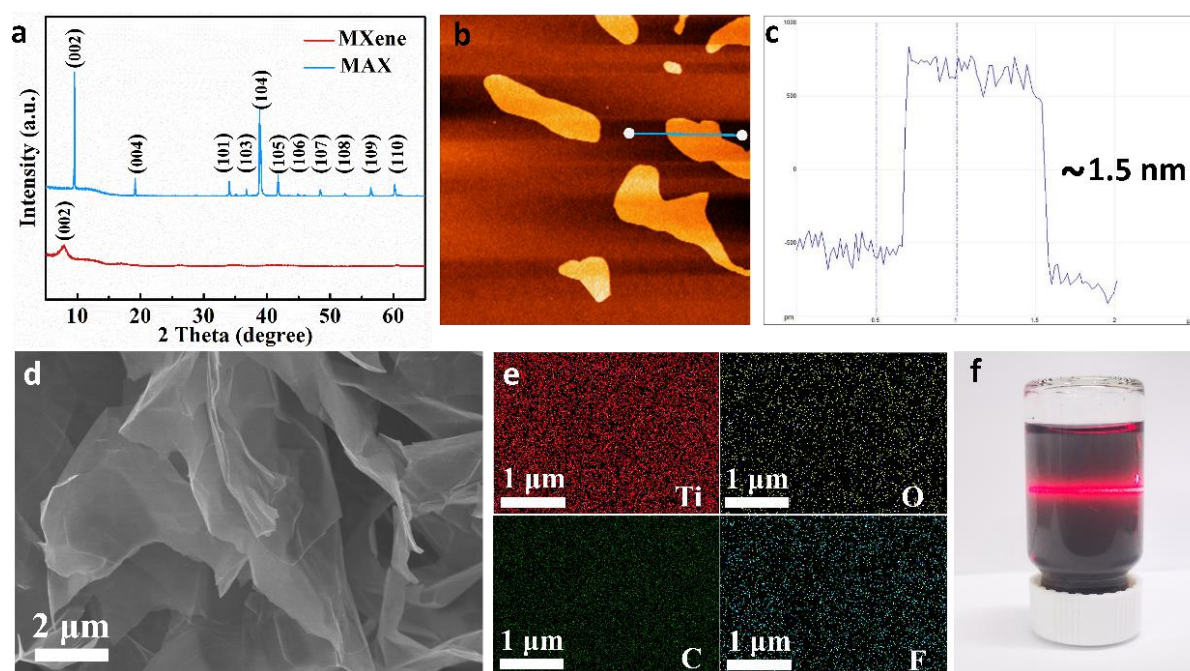 a
MXene
MAX
(002)
(004)
(101)
(103)
(104)
(105)
(106)
(107)
(108)
(109)
(110)
(002)
Intensity (a.u.)
10 20 30 40 50 60
2 Theta (degree)
b
c
1000
500
0
-500
pm
0.5 1 1.5 2
~1.5 nm
d
2 μm
e
1 μm
Ti
1 μm
O
1 μm
C
1 μm
F
f